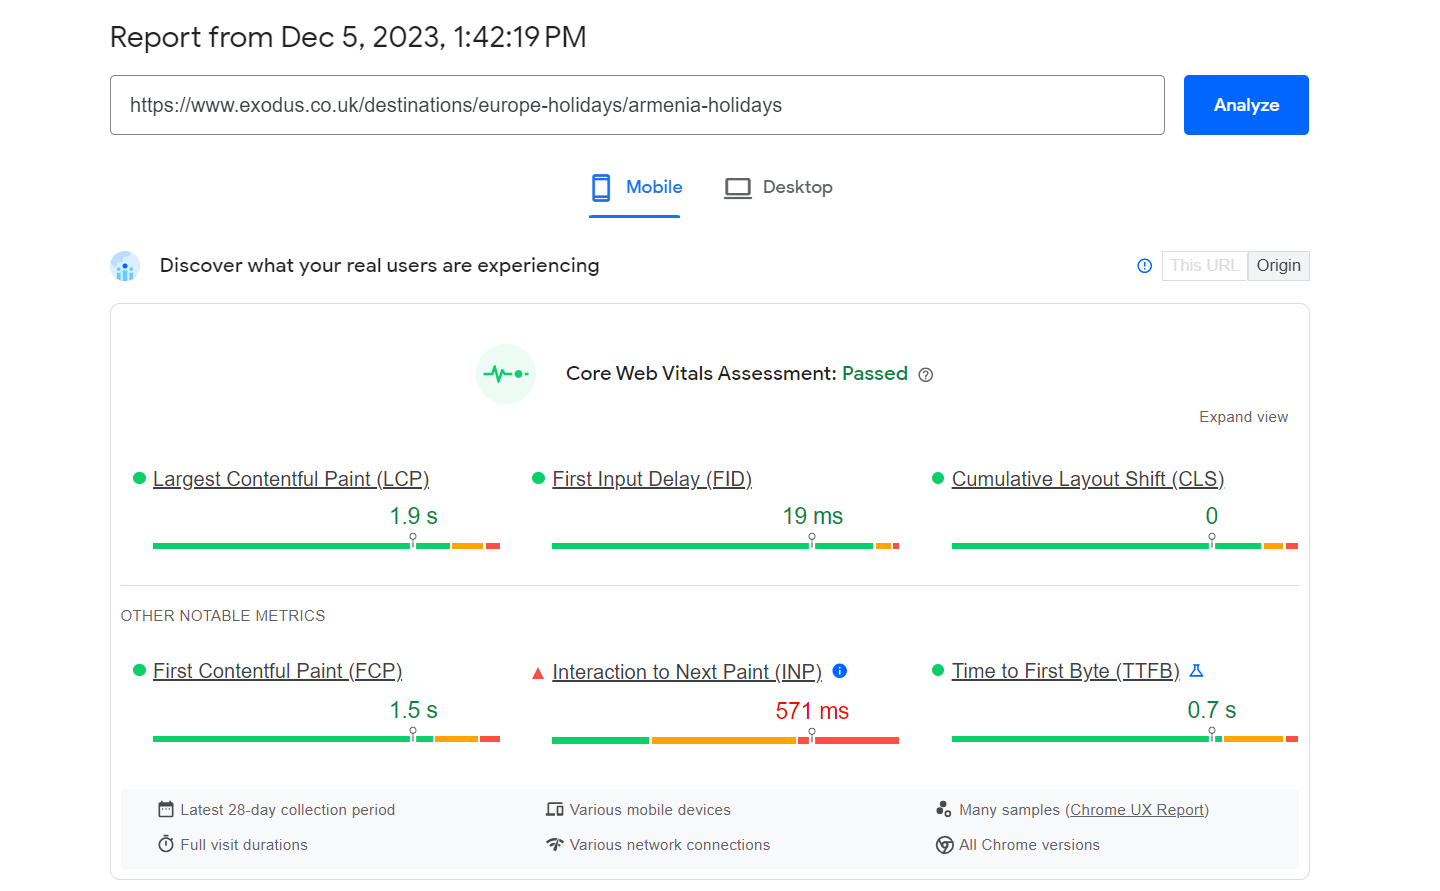 Report from Dec 5, 2023, 1:42:19 PM
https://www.exodus.co.uk/destinations/europe-holidays/armenia-holidays
Analyze
Mobile
Desktop
Discover what your real users are experiencing
This URL
Origin
Core Web Vitals Assessment: Passed
Expand view
Largest Contentful Paint (LCP)
1.9 s
First Input Delay (FID)
19 ms
Cumulative Layout Shift (CLS)
0
OTHER NOTABLE METRICS
First Contentful Paint (FCP)
1.5 s
Interaction to Next Paint (INP)
571 ms
Time to First Byte (TTFB)
0.7 s
Latest 28-day collection period
Various mobile devices
Many samples (Chrome UX Report)
Full visit durations
Various network connections
All Chrome versions